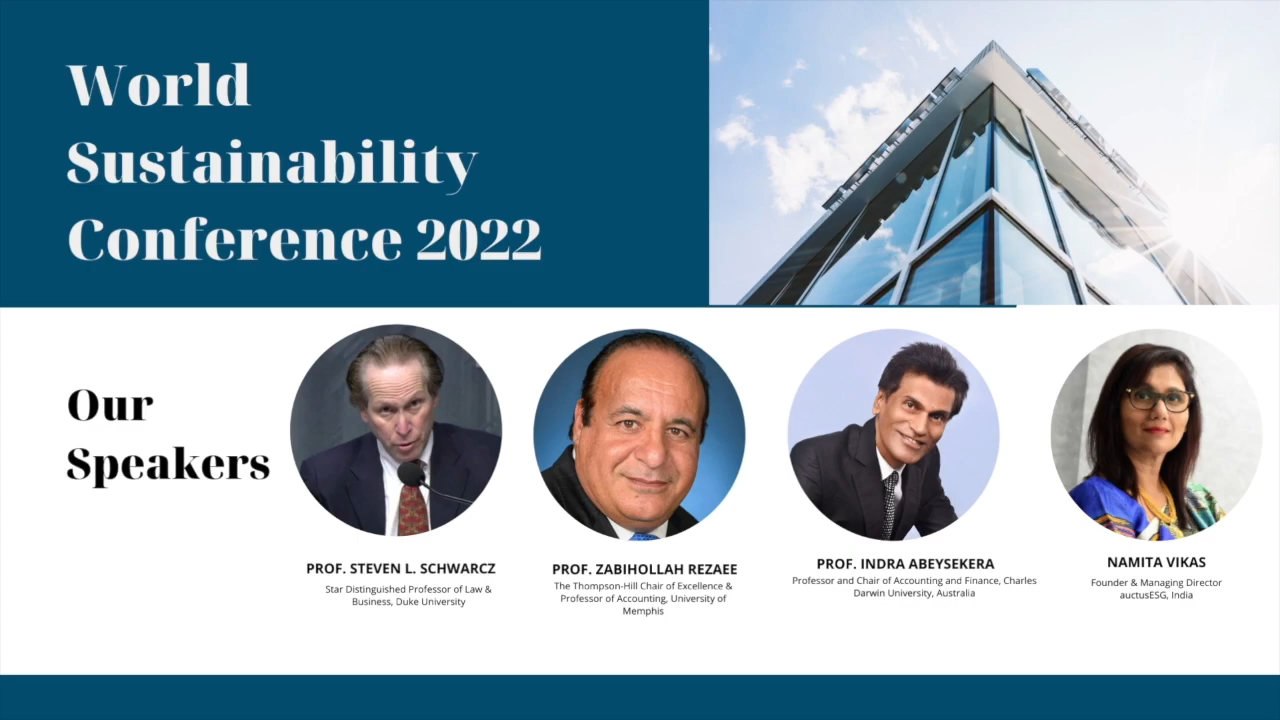 World
Sustainability
Conference 2022
Our
Speakers
PROF. STEVEN L. SCHWARCZ
Star Distinguished Professor of Law &
Business, Duke University
PROF. ZABIHOLLAH REZAEE
The Thompson-Hill Chair of Excellence &
Professor of Accounting, University of
Memphis
PROF. INDRA ABEYSEKERA
Professor and Chair of Accounting and Finance, Charles
Darwin University, Australia
NAMITA VIKAS
Founder & Managing Director
auctusESG, India